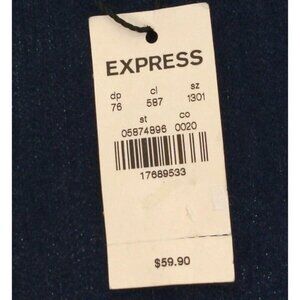 EXPRESS
dp cl sz
76 587 1301
st co
05874896 0020
17689533
$59.90